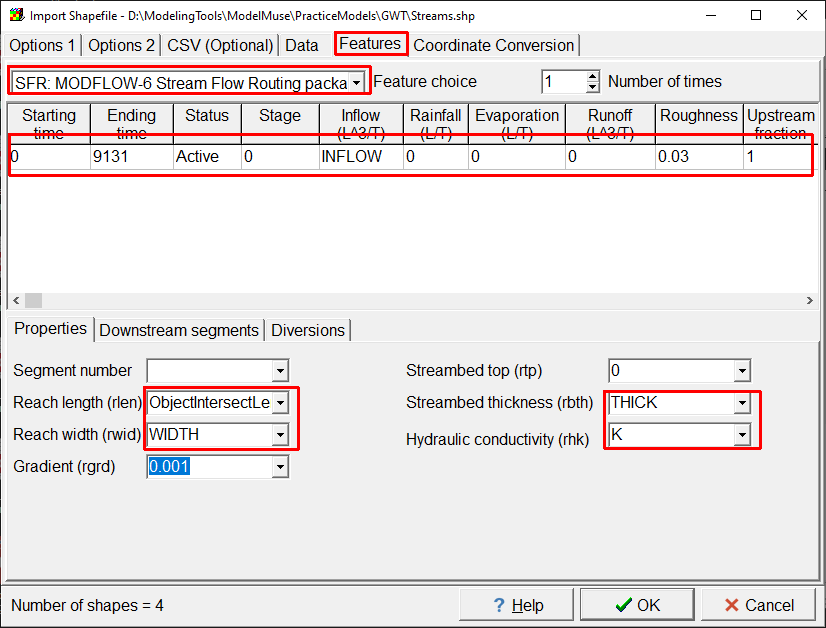 Import Shapefile - D:\ModelingTools\ModelMuse\PracticeModels\GWT\Streams.shp
Options 1 Options 2 CSV (Optional) Data Features Coordinate Conversion
SFR: MODFLOW-6 Stream Flow Routing packa Feature choice 1 Number of times
Starting Ending Status Stage Inflow Rainfall Evaporation Runoff Roughness Upstream
time time (L^3/T) (L/T) (L/T) (L^3/T) fraction
0 9131 Active 0 INFLOW 0 0 0 0.03 1
Properties Downstream segments Diversions
Segment number Streambed top (rtp) 0
Reach length (rlen) ObjectIntersectLe Streambed thickness (rbth) THICK
Reach width (rwid) WIDTH Hydraulic conductivity (rhk) K
Gradient (rgrd) 0.001
Number of shapes = 4 ? Help OK Cancel